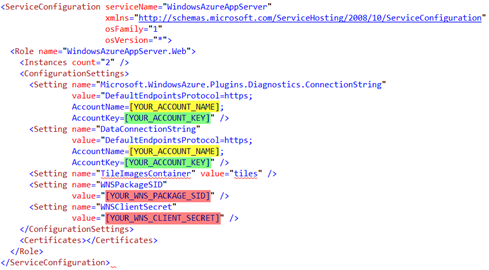 <ServiceConfiguration serviceName="WindowsAzureAppServer"
xmlns="http://schemas.microsoft.com/ServiceHosting/2008/10/ServiceConfiguration"
osFamily="1"
osVersion="*">
<Role name="WindowsAzureAppServer.Web">
<Instances count="2" />
<ConfigurationSettings>
<Setting name="Microsoft.WindowsAzure.Plugins.Diagnostics.ConnectionString"
value="DefaultEndpointsProtocol=https;
AccountName=[YOUR_ACCOUNT_NAME];
AccountKey=[YOUR_ACCOUNT_KEY]" />
<Setting name="DataConnectionString"
value="DefaultEndpointsProtocol=https;
AccountName=[YOUR_ACCOUNT_NAME];
AccountKey=[YOUR_ACCOUNT_KEY]" />
<Setting name="TileImagesContainer" value="tiles" />
<Setting name="WNSPackageSID"
value="[YOUR_WNS_PACKAGE_SID]" />
<Setting name="WNSClientSecret"
value="[YOUR_WNS_CLIENT_SECRET]" />
</ConfigurationSettings>
<Certificates></Certificates>
</Role>
</ServiceConfiguration>